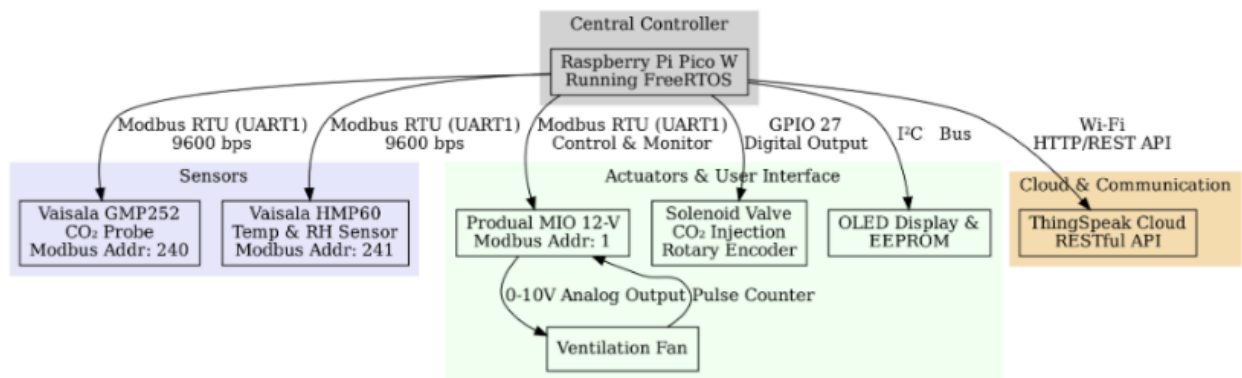 Central Controller
Raspberry Pi Pico W
Running FreeRTOS
Modbus RTU (UART1)
9600 bps
Modbus RTU (UART1)
9600 bps
Modbus RTU (UART1)
Control & Monitor
GPIO 27
Digital Output
I²C Bus
Wi-Fi
HTTP/REST API
Sensors
Vaisala GMP252
CO₂ Probe
Modbus Addr: 240
Vaisala HMP60
Temp & RH Sensor
Modbus Addr: 241
Actuators & User Interface
Produal MIO 12-V
Modbus Addr: 1
Solenoid Valve
CO₂ Injection
Rotary Encoder
OLED Display &
EEPROM
Cloud & Communication
ThingSpeak Cloud
RESTful API
0-10V Analog Output
Pulse Counter
Ventilation Fan